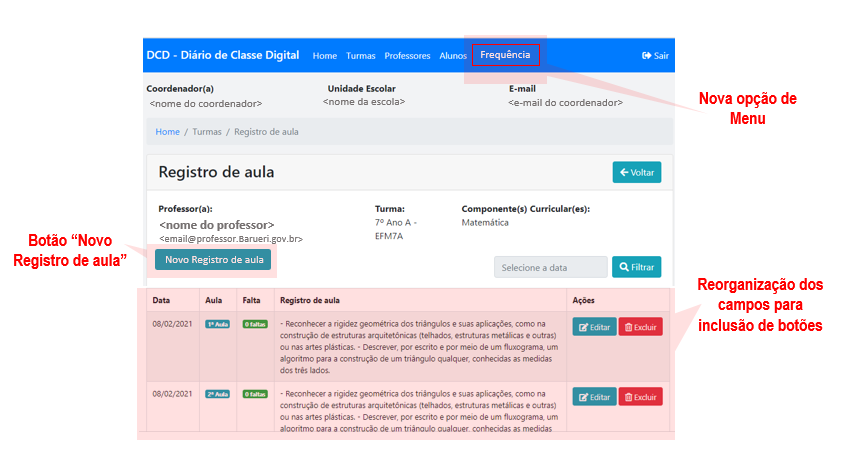 DCD - Diário de Classe Digital Home Turmas Professores Alunos Frequência Sair
Coordenador(a) Unidade Escolar E-mail
<nome do coordenador> <nome da escola> <e-mail do coordenador>
Nova opção de
Menu
Home / Turmas / Registro de aula
Registro de aula Voltar
Professor(a): Turma: Componente(s) Curricular(es):
<nome do professor> 7º Ano A - Matemática
<email@professor.Barueri.gov.br> EFM7A
Botão “Novo
Registro de aula”
Novo Registro de aula Selecione a data Filtrar
Reorganização dos
campos para
inclusão de botões
Data Aula Falta Registro de aula Ações
08/02/2021 1ª Aula 0 faltas - Reconhecer a rigidez geométrica dos triângulos e suas aplicações, como na Editar Excluir
construção de estruturas arquitetônicas (telhados, estruturas metálicas e outras)
ou nas artes plásticas. - Descrever, por escrito e por meio de um fluxograma, um
algoritmo para a construção de um triângulo qualquer, conhecidas as medidas
dos três lados.
08/02/2021 2ª Aula 0 faltas - Reconhecer a rigidez geométrica dos triângulos e suas aplicações, como na Editar Excluir
construção de estruturas arquitetônicas (telhados, estruturas metálicas e outras)
ou nas artes plásticas. - Descrever, por escrito e por meio de um fluxograma, um
algoritmo para a construção de um triângulo qualquer, conhecidas as medidas